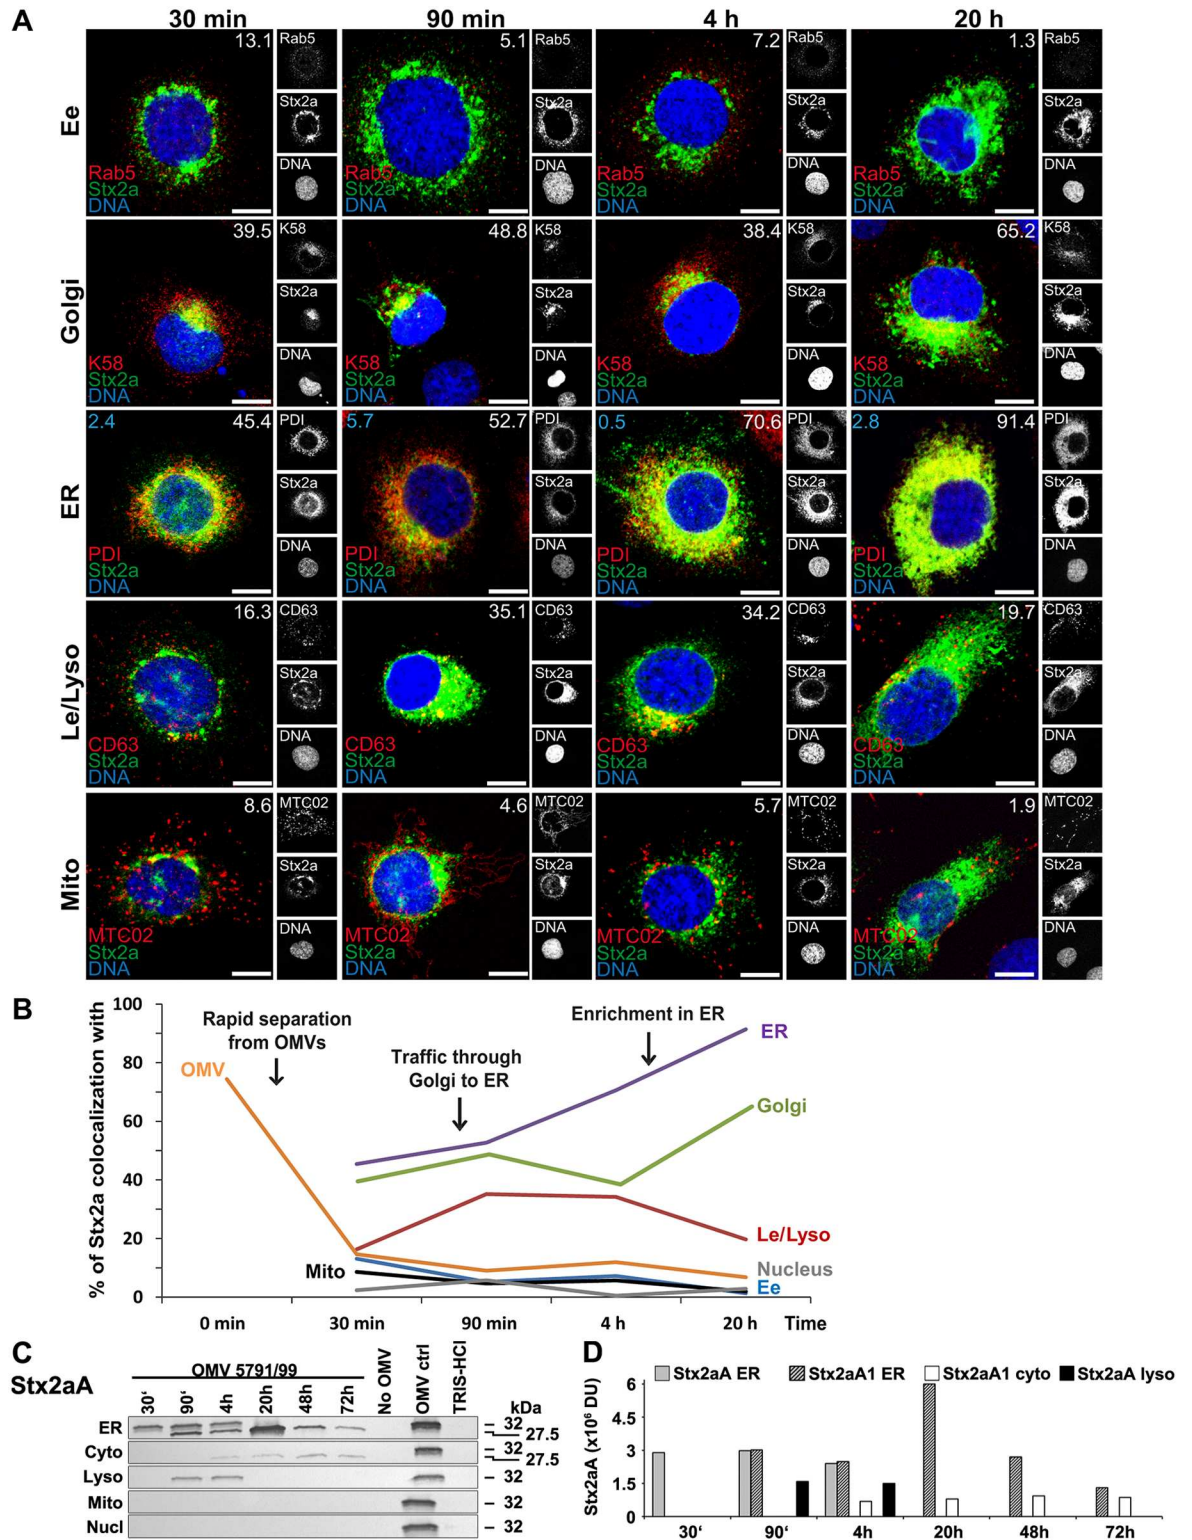 A
30 min 90 min 4 h 20 h
Ee
13.1 Rab5 5.1 Rab5 7.2 Rab5 1.3 Rab5
Stx2a Stx2a Stx2a Stx2a
DNA DNA DNA DNA
Rab5 Rab5 Rab5 Rab5
Stx2a Stx2a Stx2a Stx2a
DNA DNA DNA DNA
Golgi
39.5 K58 48.8 K58 38.4 K58 65.2 K58
Stx2a Stx2a Stx2a Stx2a
DNA DNA DNA DNA
K58 K58 K58 K58
Stx2a Stx2a Stx2a Stx2a
DNA DNA DNA DNA
ER
2.4 45.4 PDI 5.7 52.7 PDI 0.5 70.6 PDI 2.8 91.4 PDI
Stx2a Stx2a Stx2a Stx2a
DNA DNA DNA DNA
PDI PDI PDI PDI
Stx2a Stx2a Stx2a Stx2a
DNA DNA DNA DNA
Le/Lyso
16.3 CD63 35.1 CD63 34.2 CD63 19.7 CD63
Stx2a Stx2a Stx2a Stx2a
DNA DNA DNA DNA
CD63 CD63 CD63 CD63
Stx2a Stx2a Stx2a Stx2a
DNA DNA DNA DNA
Mito
8.6 MTC02 4.6 MTC02 5.7 MTC02 1.9 MTC02
Stx2a Stx2a Stx2a Stx2a
DNA DNA DNA DNA
MTC02 MTC02 MTC02 MTC02
Stx2a Stx2a Stx2a Stx2a
DNA DNA DNA DNA
B
% of Stx2a colocalization with
100
80
60
40
20
0
Rapid separation
from OMVs
Traffic through
Golgi to ER
Enrichment in ER
OMV
ER
Golgi
Le/Lyso
Nucleus
Ee
Mito
0 min 30 min 90 min 4 h 20 h Time
C
Stx2aA
OMV 5791/99
30‘ 90‘ 4h 20h 48h 72h No OMV OMV ctrl TRIS-HCl
kDa
ER 32
27.5
Cyto 32
27.5
Lyso 32
Mito 32
Nucl 32
D
Stx2aA ER Stx2aA1 ER Stx2aA1 cyto Stx2aA lyso
Stx2aA (x10⁶ DU)
6
4.5
3
1.5
0
30‘ 90‘ 4h 20h 48h 72h